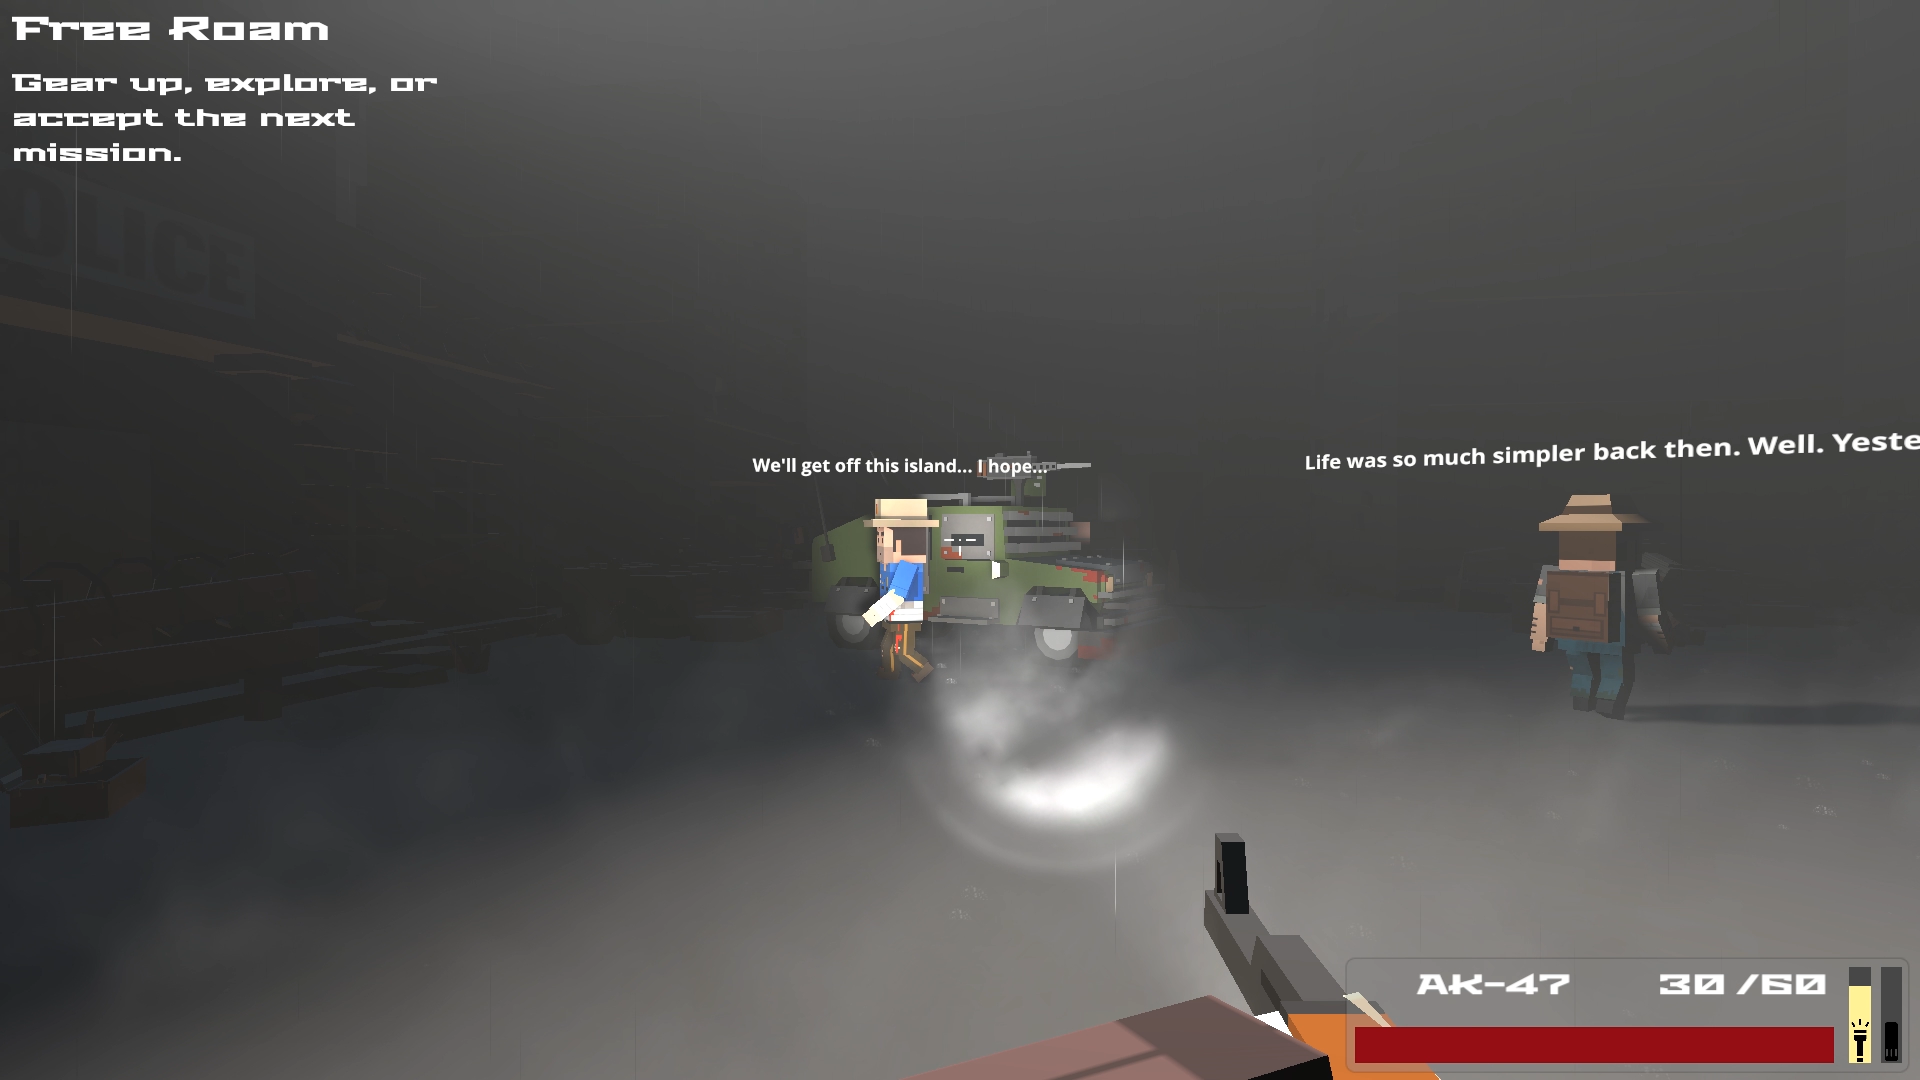 Free Roam
Gear up, explore, or
accept the next
mission.
OLICE
We'll get off this island... I hope...
Life was so much simpler back then. Well. Yeste
AK-47 30 /60